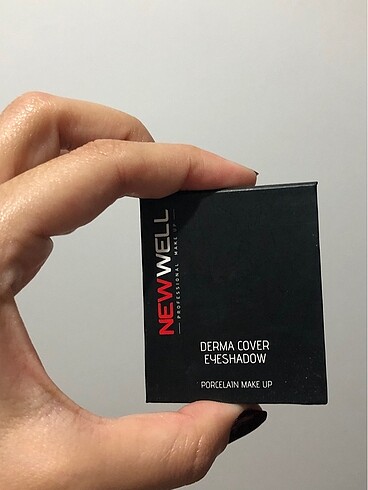 NEWWELL
PROFESSIONAL MAKE UP
DERMA COVER
EYESHADOW
PORCELAIN MAKE UP